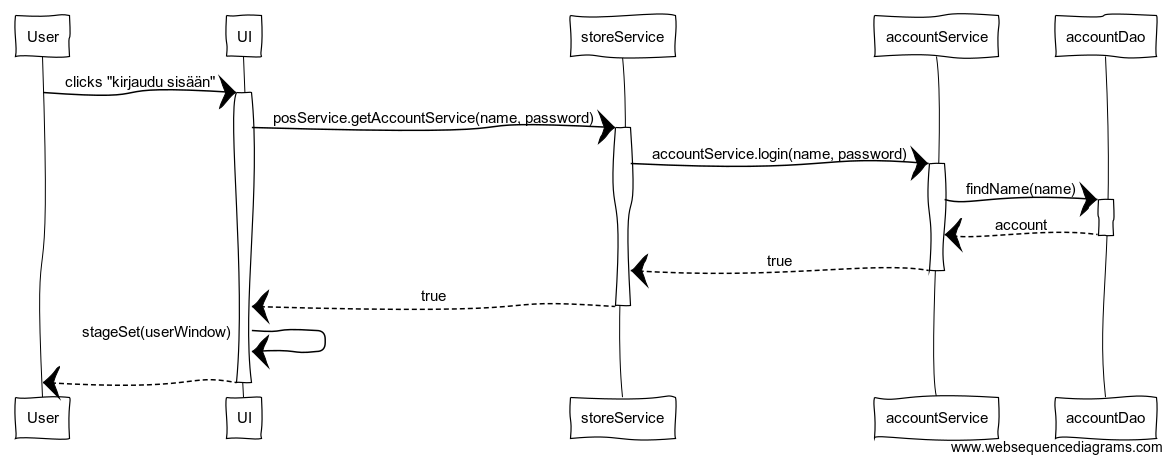 User
UI
storeService
accountService
accountDao
clicks "kirjaudu sisään"
posService.getAccountService(name, password)
accountService.login(name, password)
findName(name)
account
true
true
stageSet(userWindow)
User
UI
storeService
accountService
accountDao
www.websequencediagrams.com